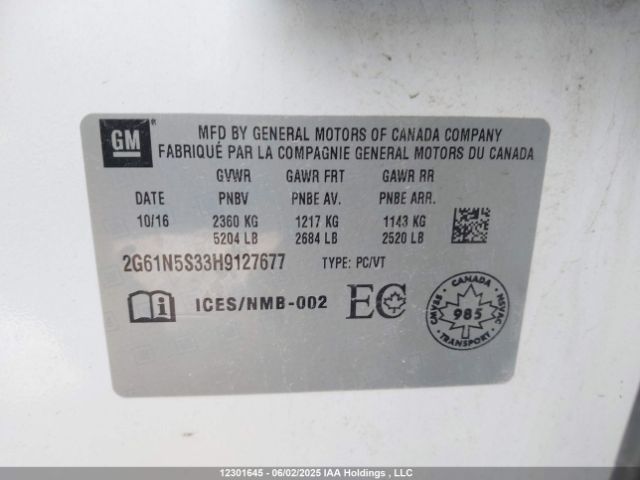 GM ®
MFD BY GENERAL MOTORS OF CANADA COMPANY
FABRIQUÉ PAR LA COMPAGNIE GENERAL MOTORS DU CANADA
GVWR GAWR FRT GAWR RR
DATE PNBV PNBE AV. PNBE ARR.
10/16 2360 KG 1217 KG 1143 KG
5204 LB 2684 LB 2520 LB
2G61N5S33H9127677 TYPE: PC/VT
ICES/NMB-002 EC
CANADA
CMVSS NSVAC
985
TRANSPORT
12301645 - 06/02/2025 IAA Holdings , LLC